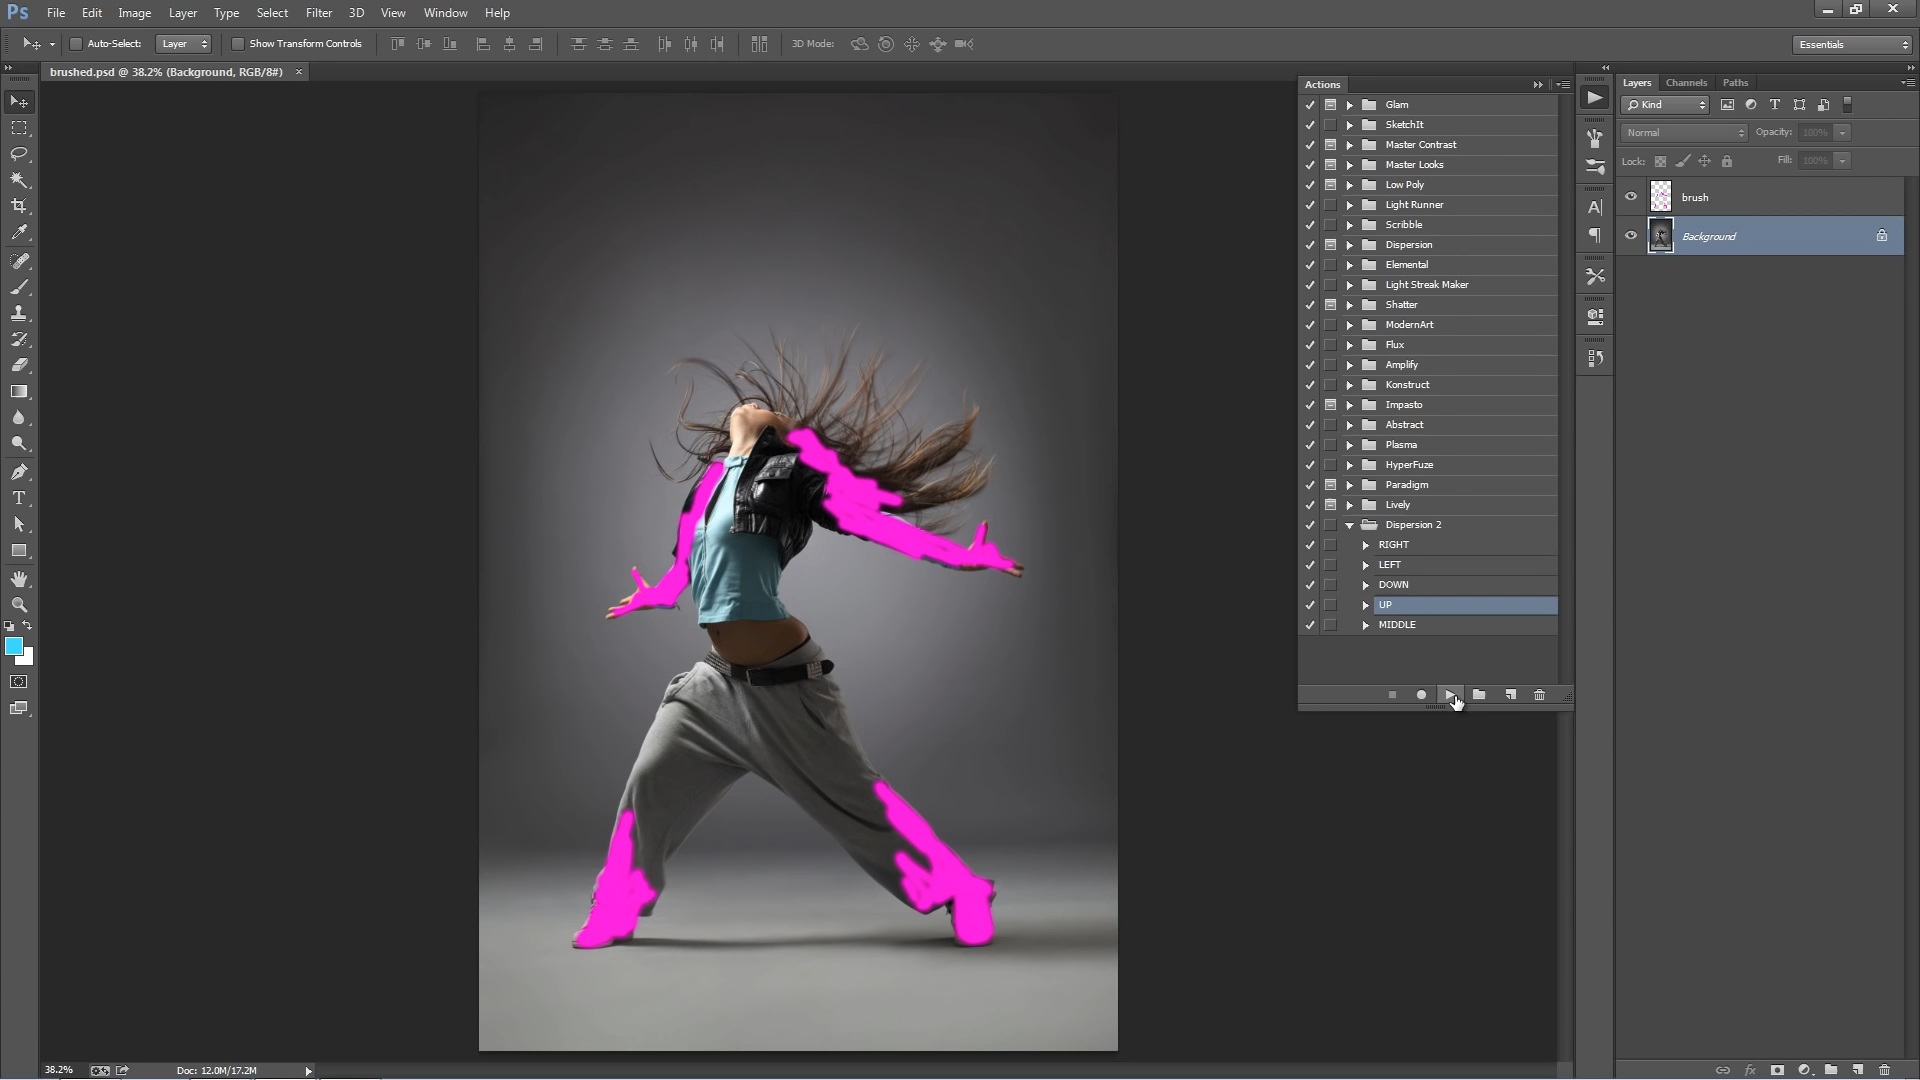 Ps File Edit Image Layer Type Select Filter 3D View Window Help
Auto-Select: Layer Show Transform Controls 3D Mode: Essentials
brushed.psd @ 38.2% (Background, RGB/8#) ×
Actions
Glam
SketchIt
Master Contrast
Master Looks
Low Poly
Light Runner
Scribble
Dispersion
Elemental
Light Streak Maker
Shatter
ModernArt
Flux
Amplify
Konstruct
Impasto
Abstract
Plasma
HyperFuze
Paradigm
Lively
Dispersion 2
RIGHT
LEFT
DOWN
UP
MIDDLE
Layers Channels Paths
Kind
Normal Opacity: 100%
Lock: Fill: 100%
brush
Background
38.2% Doc: 12.0M/17.2M